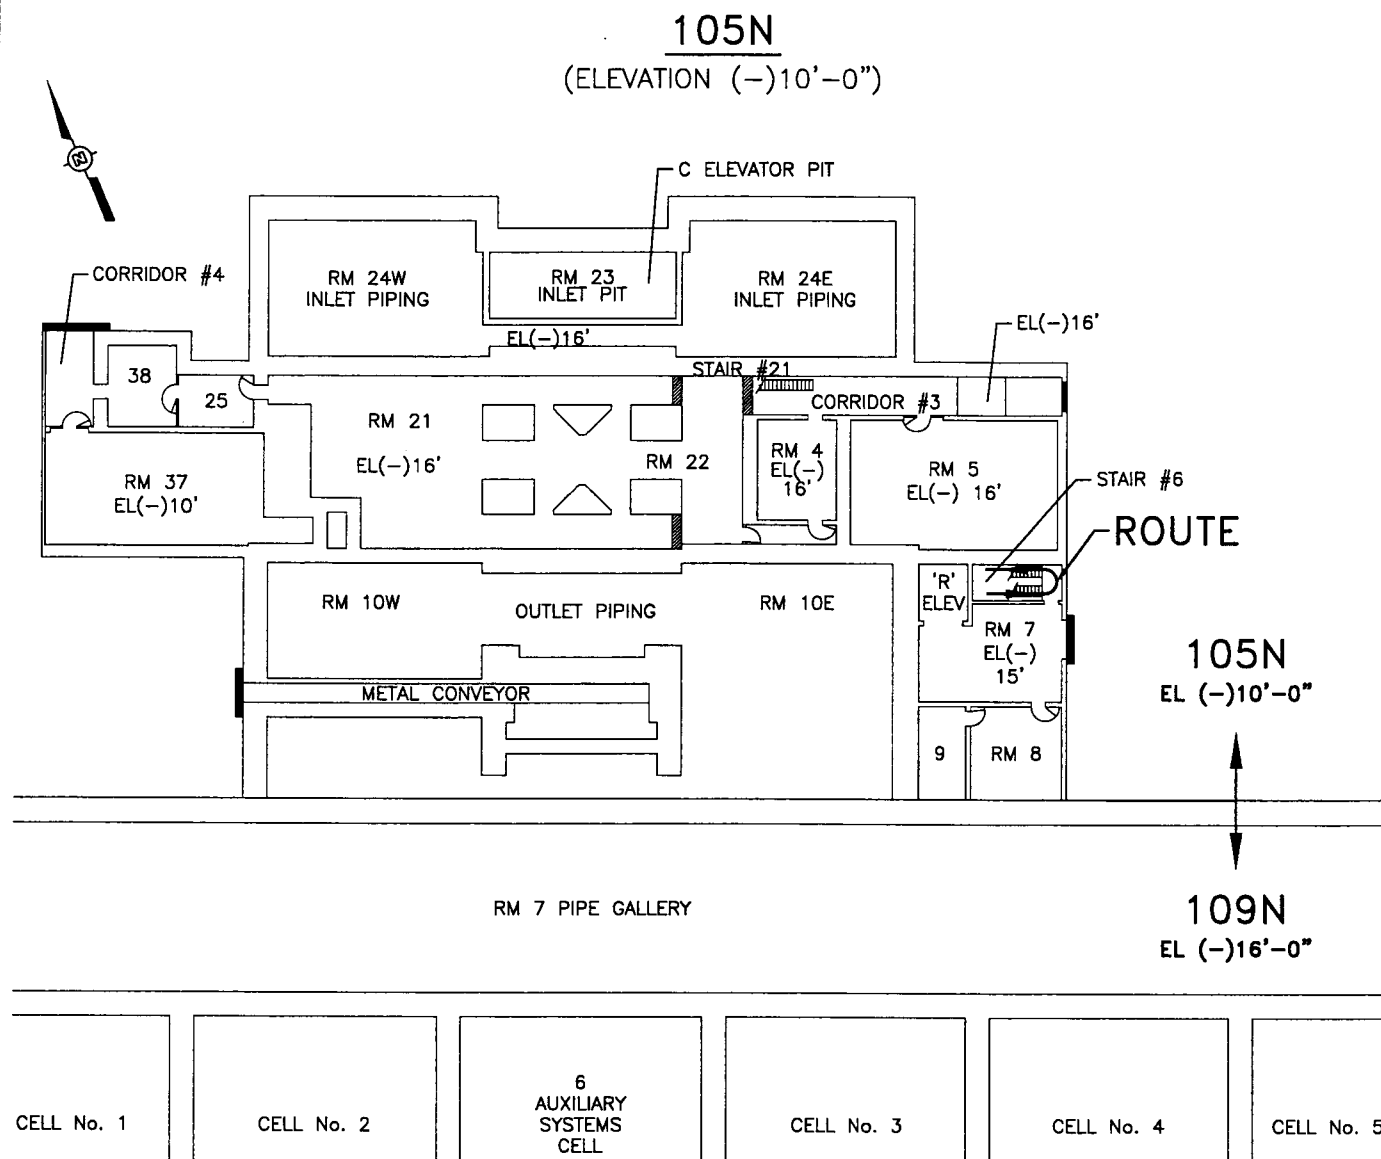 105N
(ELEVATION (-)10'-0")
N
C ELEVATOR PIT
CORRIDOR #4
RM 24W
INLET PIPING
RM 23
INLET PIT
RM 24E
INLET PIPING
EL(-)16'
EL(-)16'
STAIR #21
38
25
CORRIDOR #3
RM 21
EL(-)16'
RM 22
RM 4
EL(-)
16'
RM 5
EL(-) 16'
RM 37
EL(-)10'
STAIR #6
ROUTE
'R'
ELEV
RM 10W
OUTLET PIPING
RM 10E
RM 7
EL(-)
15'
105N
EL (-)10'-0"
METAL CONVEYOR
9
RM 8
RM 7 PIPE GALLERY
109N
EL (-)16'-0"
CELL No. 1
CELL No. 2
6
AUXILIARY
SYSTEMS
CELL
CELL No. 3
CELL No. 4
CELL No. 5